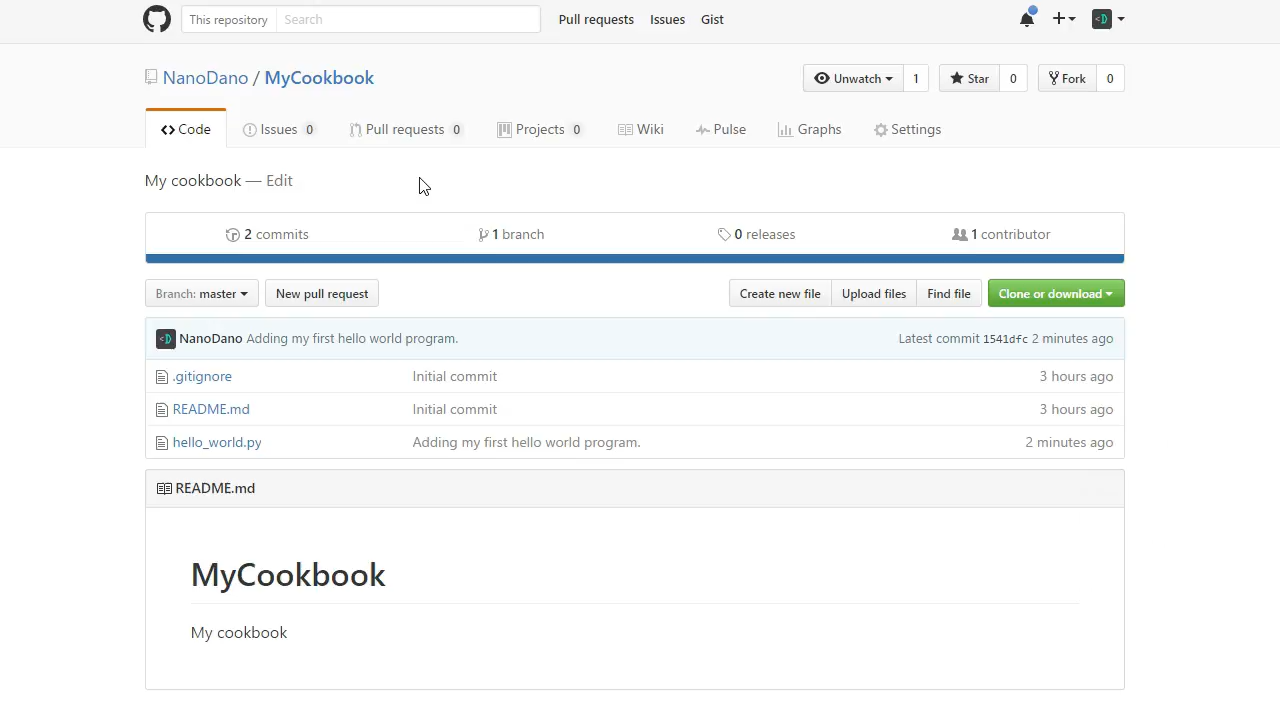 This repository Search Pull requests Issues Gist
NanoDano / MyCookbook Unwatch 1 Star 0 Fork 0
Code Issues 0 Pull requests 0 Projects 0 Wiki Pulse Graphs Settings
My cookbook — Edit
2 commits 1 branch 0 releases 1 contributor
Branch: master New pull request Create new file Upload files Find file Clone or download
NanoDano Adding my first hello world program. Latest commit 1541dfc 2 minutes ago
.gitignore Initial commit 3 hours ago
README.md Initial commit 3 hours ago
hello_world.py Adding my first hello world program. 2 minutes ago
README.md
MyCookbook
My cookbook